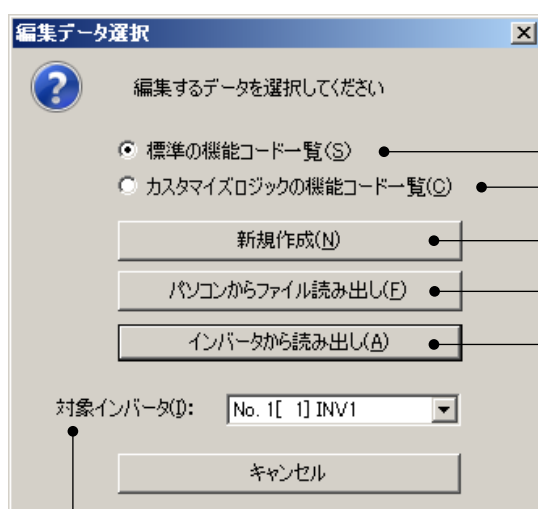 編集データ選択
編集するデータを選択してください
標準の機能コード一覧(S)
カスタマイズロジックの機能コード一覧(C)
新規作成(N)
パソコンからファイル読み出し(F)
インバータから読み出し(A)
対象インバータ(I): No. 1[ 1] INV1
キャンセル